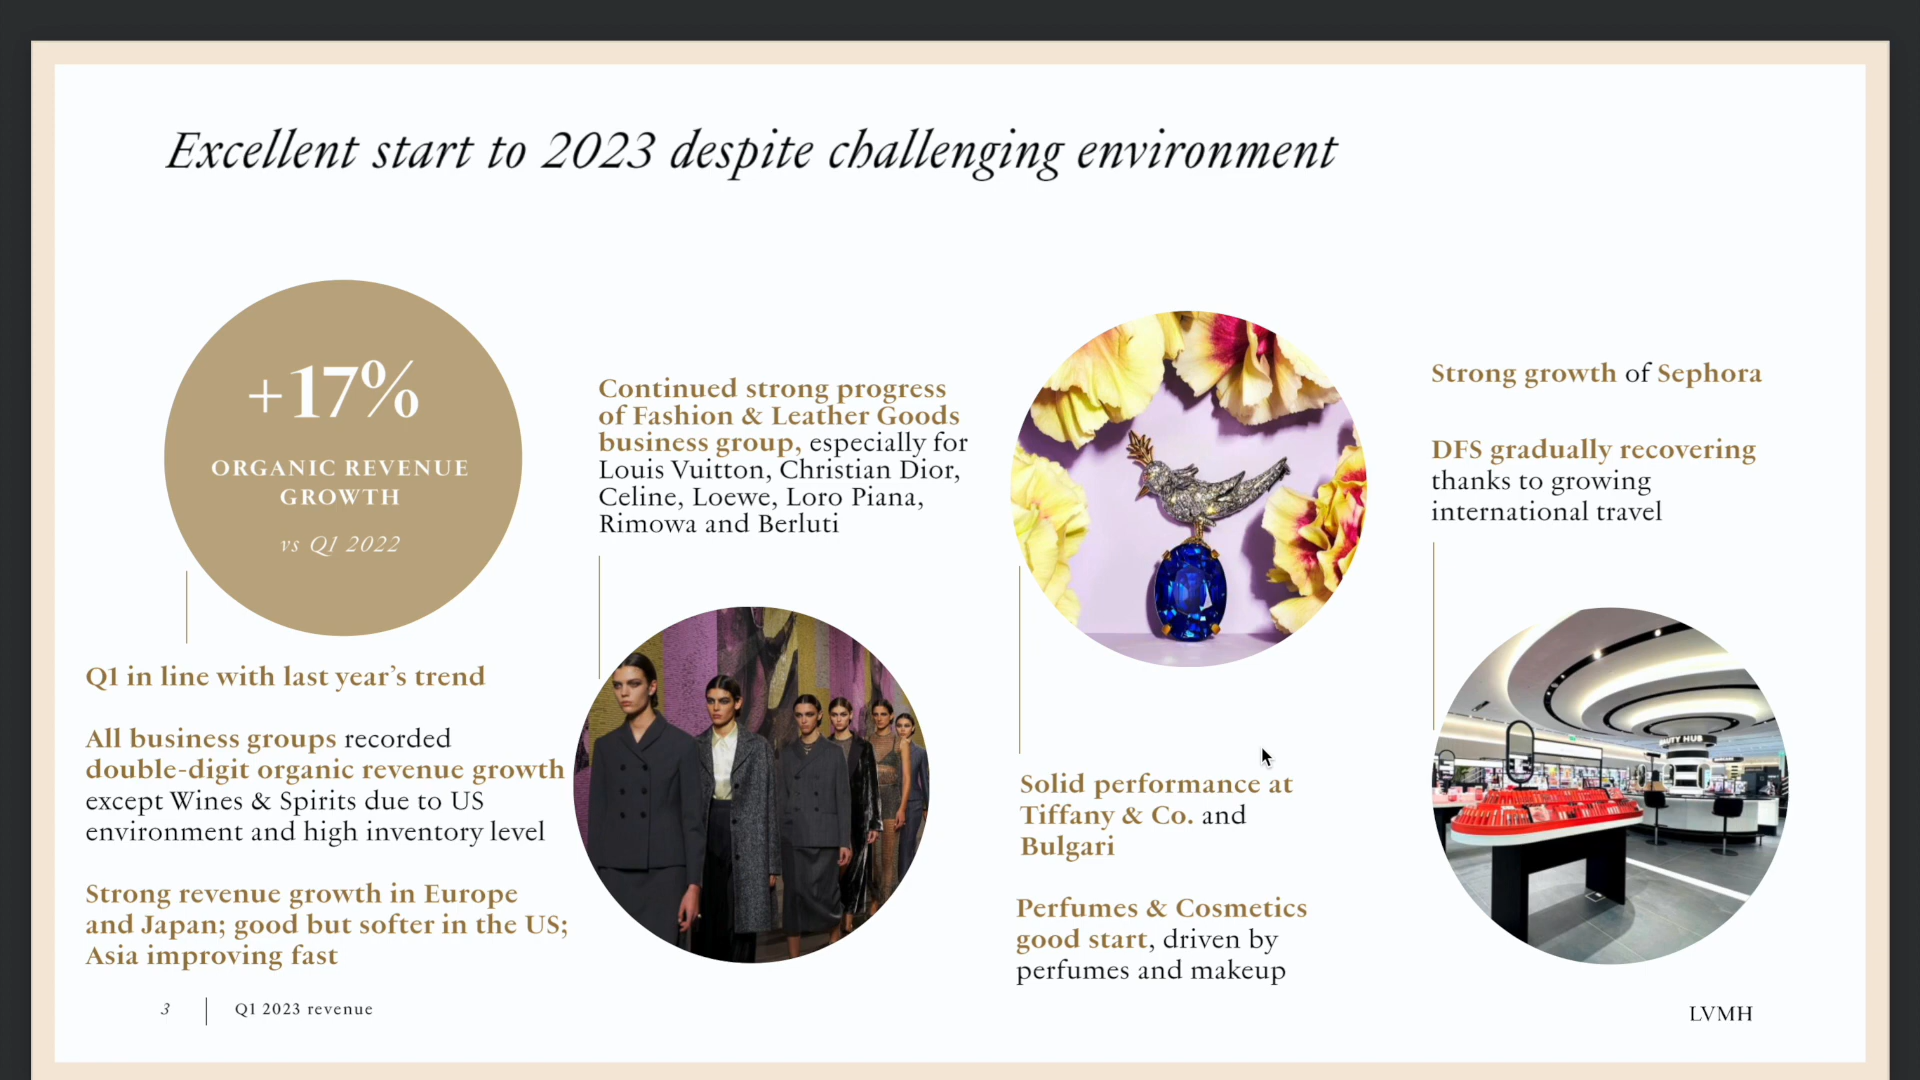 Excellent start to 2023 despite challenging environment
+17%
ORGANIC REVENUE
GROWTH
vs Q1 2022
Q1 in line with last year’s trend
All business groups recorded
double-digit organic revenue growth
except Wines & Spirits due to US
environment and high inventory level
Strong revenue growth in Europe
and Japan; good but softer in the US;
Asia improving fast
Continued strong progress
of Fashion & Leather Goods
business group, especially for
Louis Vuitton, Christian Dior,
Celine, Loewe, Loro Piana,
Rimowa and Berluti
Solid performance at
Tiffany & Co. and
Bulgari
Perfumes & Cosmetics
good start, driven by
perfumes and makeup
Strong growth of Sephora
DFS gradually recovering
thanks to growing
international travel
BEAUTY HUB
3
Q1 2023 revenue
LVMH